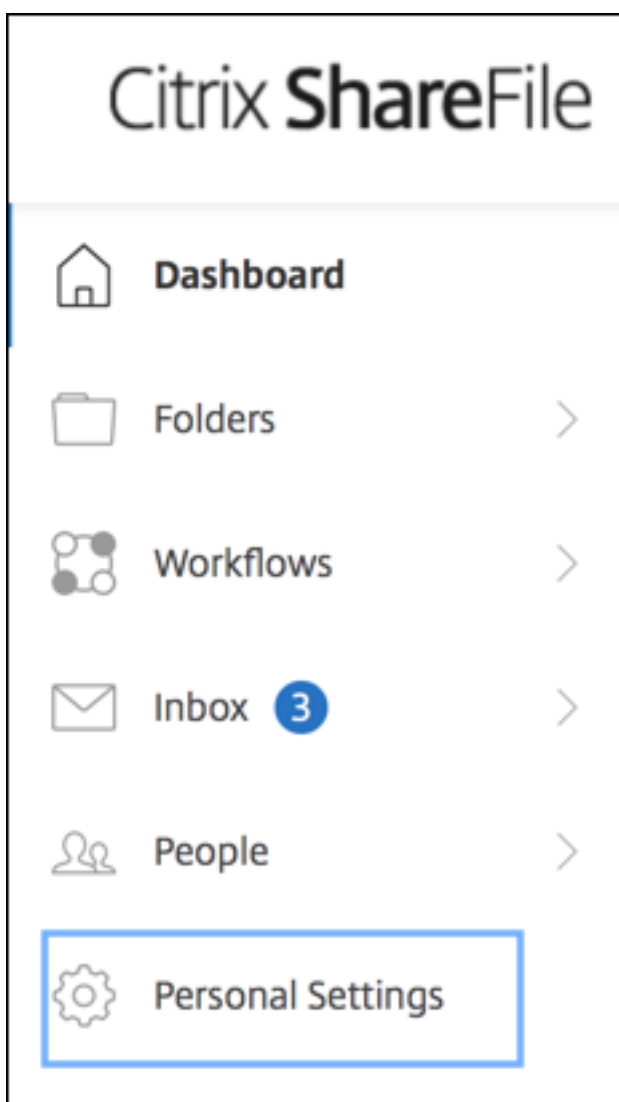 Citrix ShareFile
Dashboard
Folders
Workflows
Inbox 3
People
Personal Settings